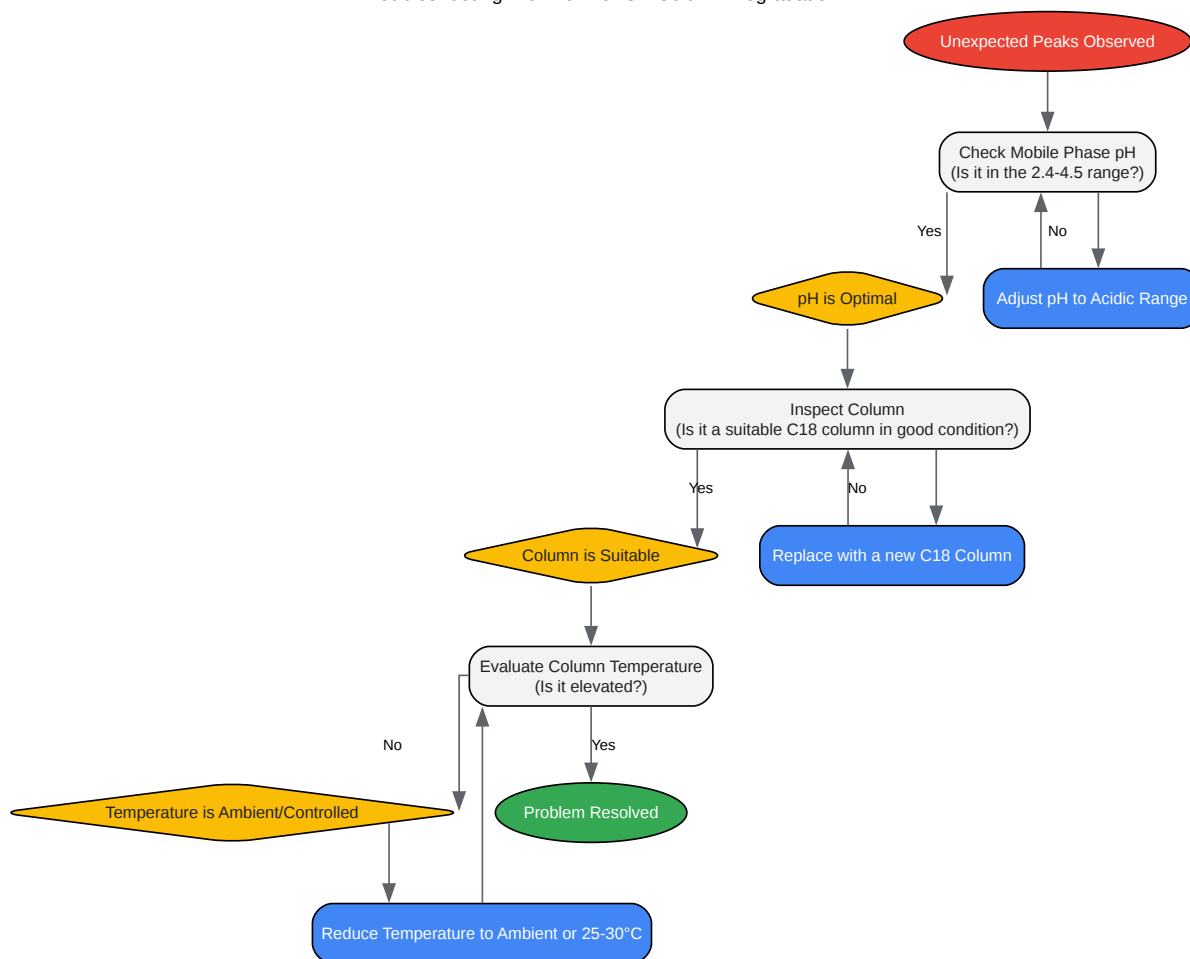 Unexpected Peaks Observed
Check Mobile Phase pH
(Is it in the 2.4-4.5 range?)
Yes
No
pH is Optimal
Adjust pH to Acidic Range
Inspect Column
(Is it a suitable C18 column in good condition?)
Yes
No
Column is Suitable
Replace with a new C18 Column
Evaluate Column Temperature
(Is it elevated?)
No
Yes
Temperature is Ambient/Controlled
Problem Resolved
Reduce Temperature to Ambient or 25-30°C